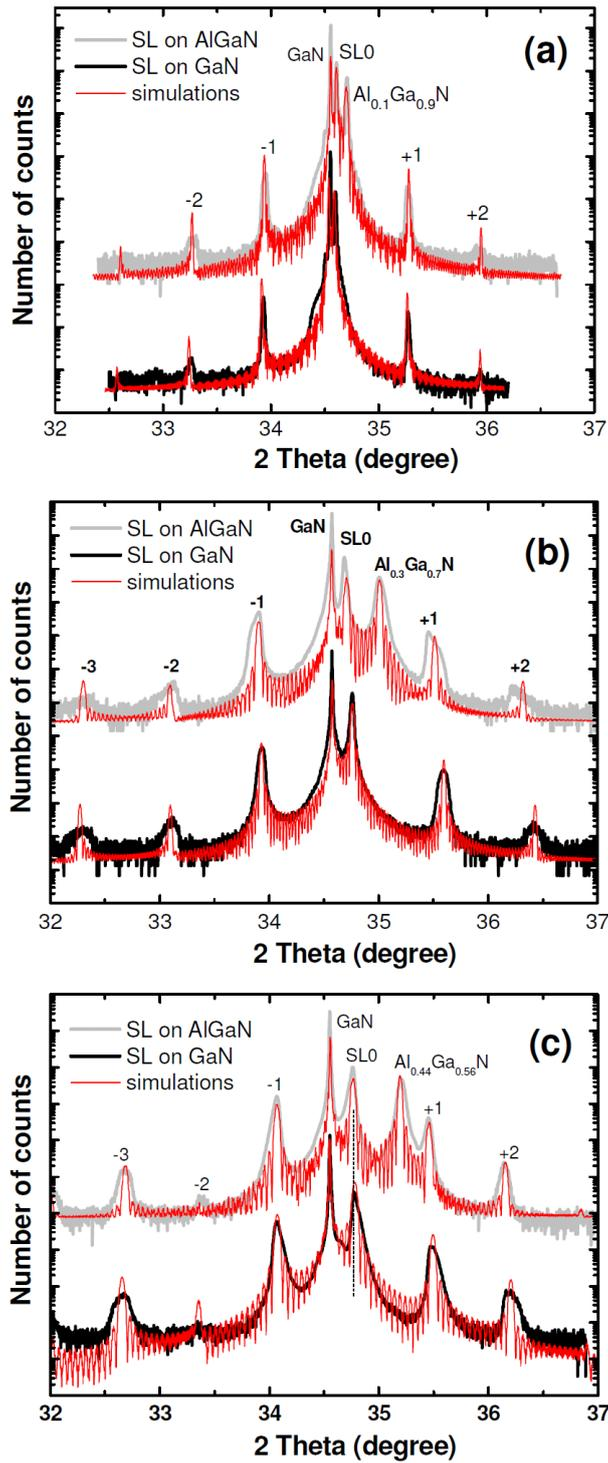 SL on AlGaN
SL on GaN
simulations
GaN
SL0
(a)
Al0.1Ga0.9N
-1
+1
-2
+2
Number of counts
32 33 34 35 36 37
2 Theta (degree)
SL on AlGaN
SL on GaN
simulations
GaN
SL0
(b)
Al0.3Ga0.7N
-1
+1
-3
-2
+2
Number of counts
32 33 34 35 36 37
2 Theta (degree)
SL on AlGaN
SL on GaN
simulations
GaN
(c)
SL0
Al0.44Ga0.56N
-1
+1
-3
+2
-2
Number of counts
32 33 34 35 36 37
2 Theta (degree)